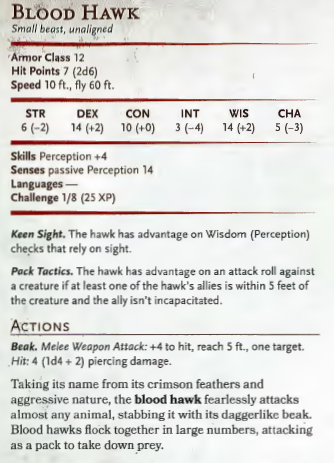 BLOOD HAWK
Small beast, unaligned
Armor Class 12
Hit Points 7 (2d6)
Speed 10 ft., fly 60 ft.
STR DEX CON INT WIS CHA
6 (−2) 14 (+2) 10 (+0) 3 (−4) 14 (+2) 5 (−3)
Skills Perception +4
Senses passive Perception 14
Languages —
Challenge 1/8 (25 XP)
Keen Sight. The hawk has advantage on Wisdom (Perception)
checks that rely on sight.
Pack Tactics. The hawk has advantage on an attack roll against
a creature if at least one of the hawk's allies is within 5 feet of
the creature and the ally isn't incapacitated.
ACTIONS
Beak. Melee Weapon Attack: +4 to hit, reach 5 ft., one target.
Hit: 4 (1d4 + 2) piercing damage.
Taking its name from its crimson feathers and
aggressive nature, the blood hawk fearlessly attacks
almost any animal, stabbing it with its daggerlike beak.
Blood hawks flock together in large numbers, attacking
as a pack to take down prey.